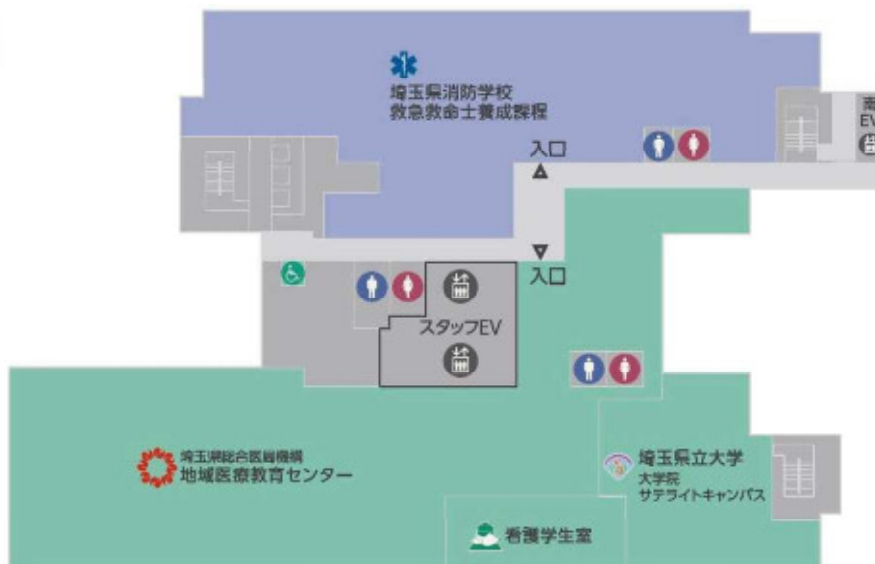 埼玉県消防学校
救急救命士養成課程
入口
南
EV
入口
スタッフEV
埼玉県総合医局機構
地域医療教育センター
埼玉県立大学
大学院
サテライトキャンパス
看護学生室